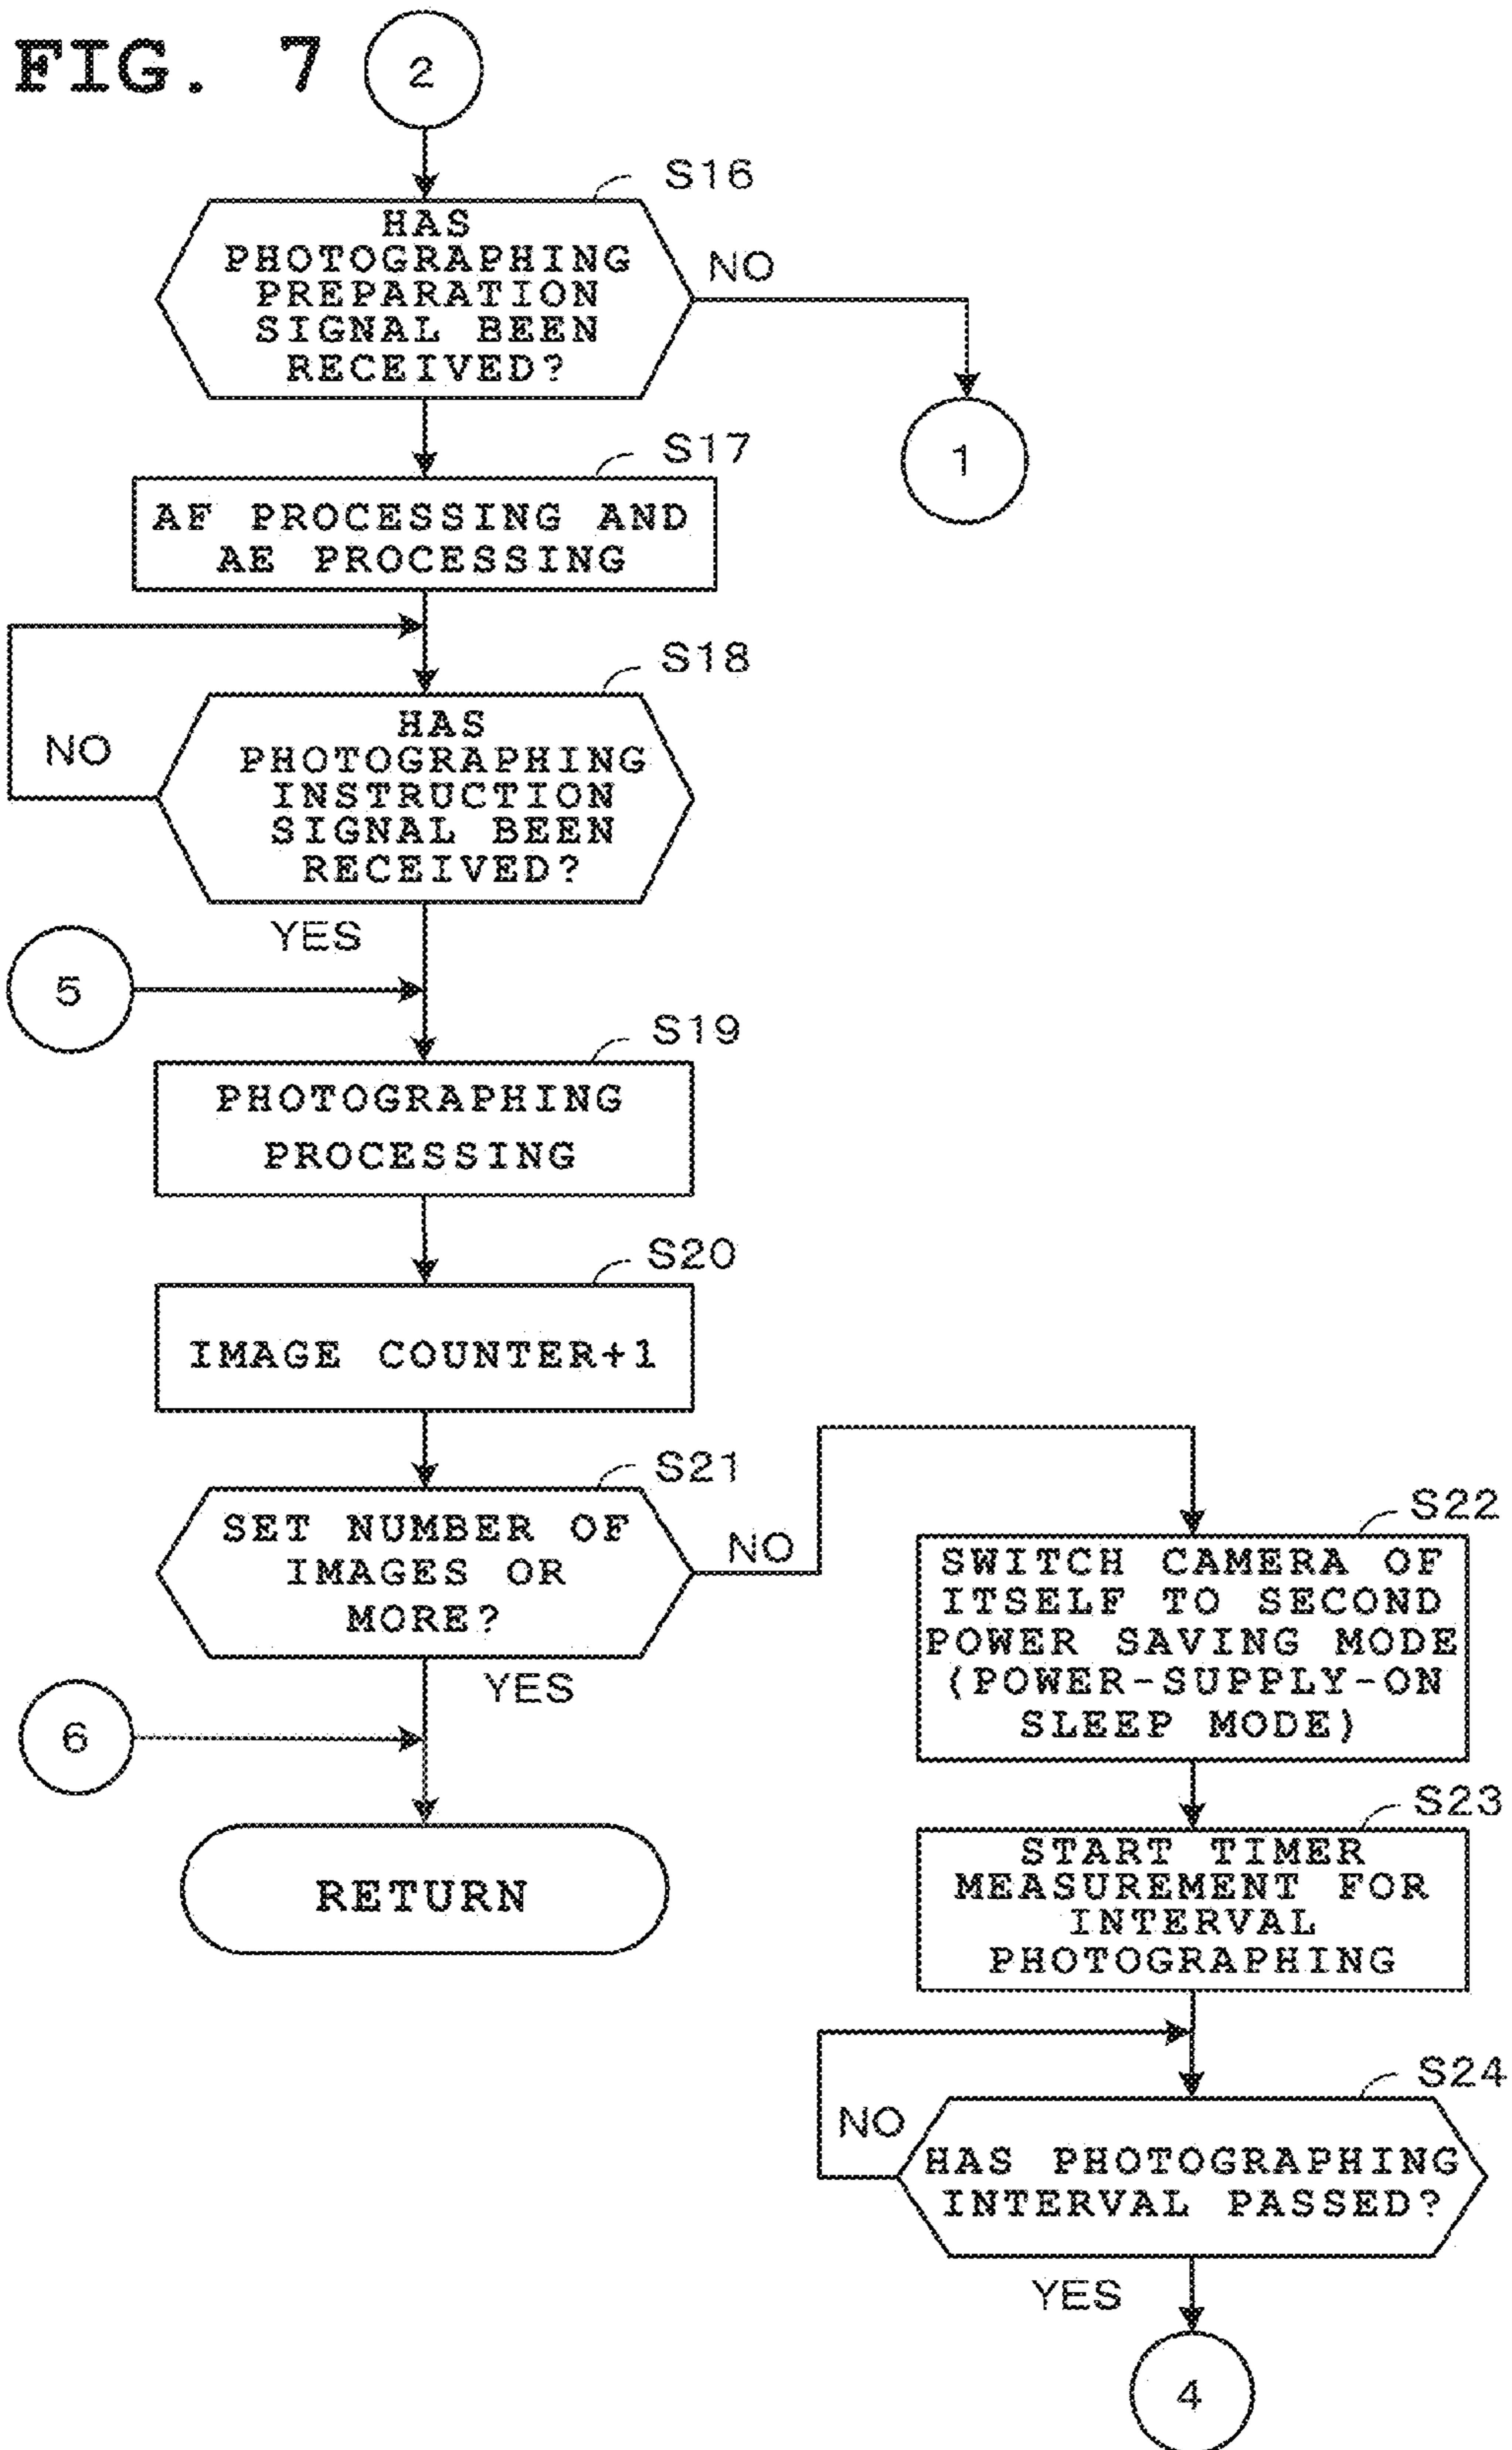 FIG. 7
2
S16
HAS
PHOTOGRAPHING
PREPARATION
SIGNAL BEEN
RECEIVED?
NO
1
S17
AF PROCESSING AND
AE PROCESSING
S18
HAS
PHOTOGRAPHING
INSTRUCTION
SIGNAL BEEN
RECEIVED?
NO
YES
5
S19
PHOTOGRAPHING
PROCESSING
S20
IMAGE COUNTER+1
S21
SET NUMBER OF
IMAGES OR
MORE?
NO
YES
6
RETURN
S22
SWITCH CAMERA OF
ITSELF TO SECOND
POWER SAVING MODE
(POWER-SUPPLY-ON
SLEEP MODE)
S23
START TIMER
MEASUREMENT FOR
INTERVAL
PHOTOGRAPHING
S24
NO
HAS PHOTOGRAPHING
INTERVAL PASSED?
YES
4